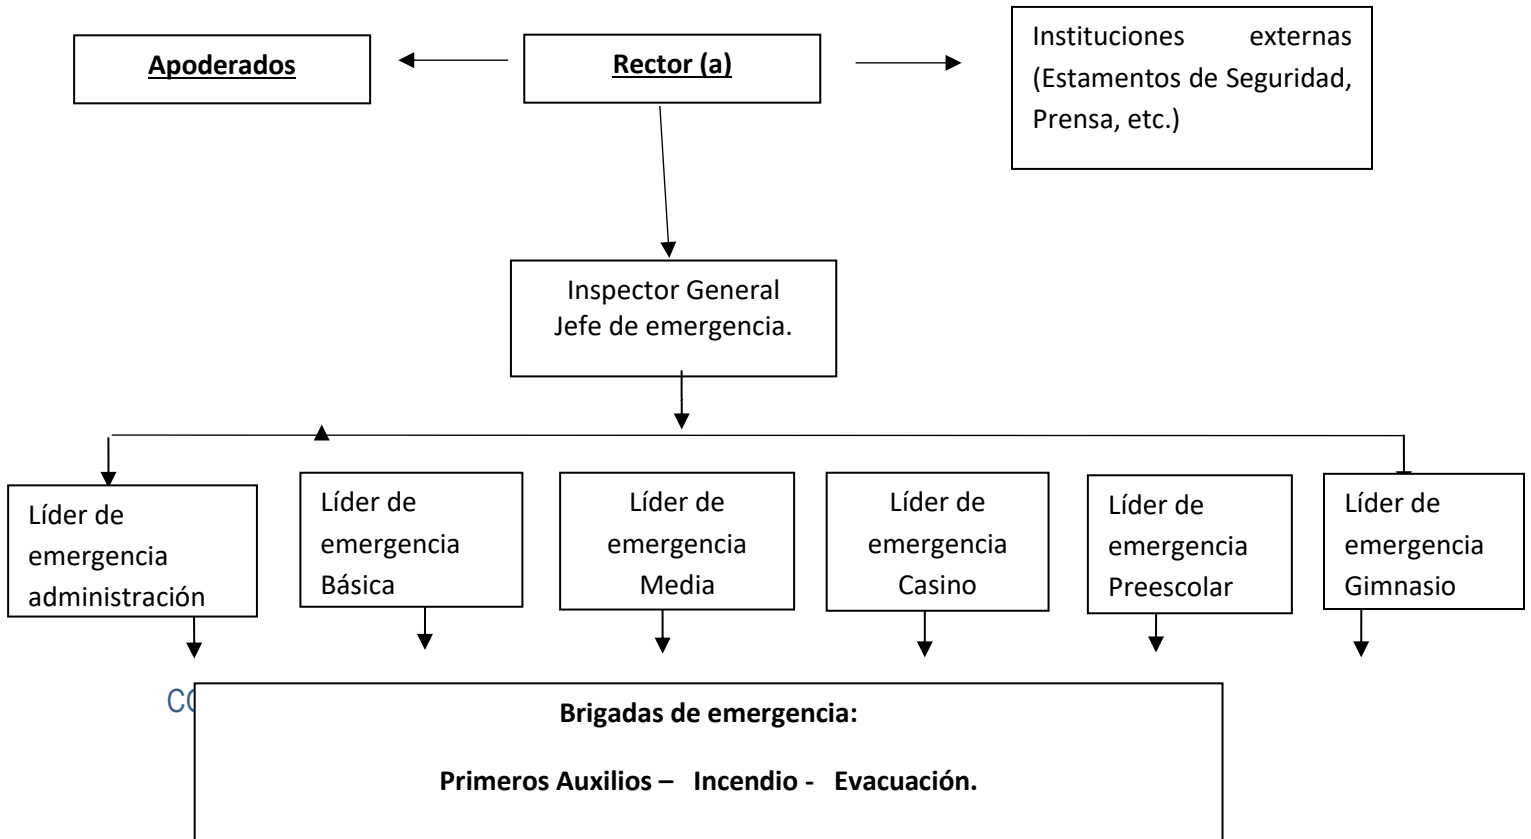 Apoderados
Rector (a)
Instituciones externas
(Estamentos de Seguridad,
Prensa, etc.)
Inspector General
Jefe de emergencia.
Líder de
emergencia
administración
Líder de
emergencia
Básica
Líder de
emergencia
Media
Líder de
emergencia
Casino
Líder de
emergencia
Preescolar
Líder de
emergencia
Gimnasio
Brigadas de emergencia:
Primeros Auxilios – Incendio - Evacuación.